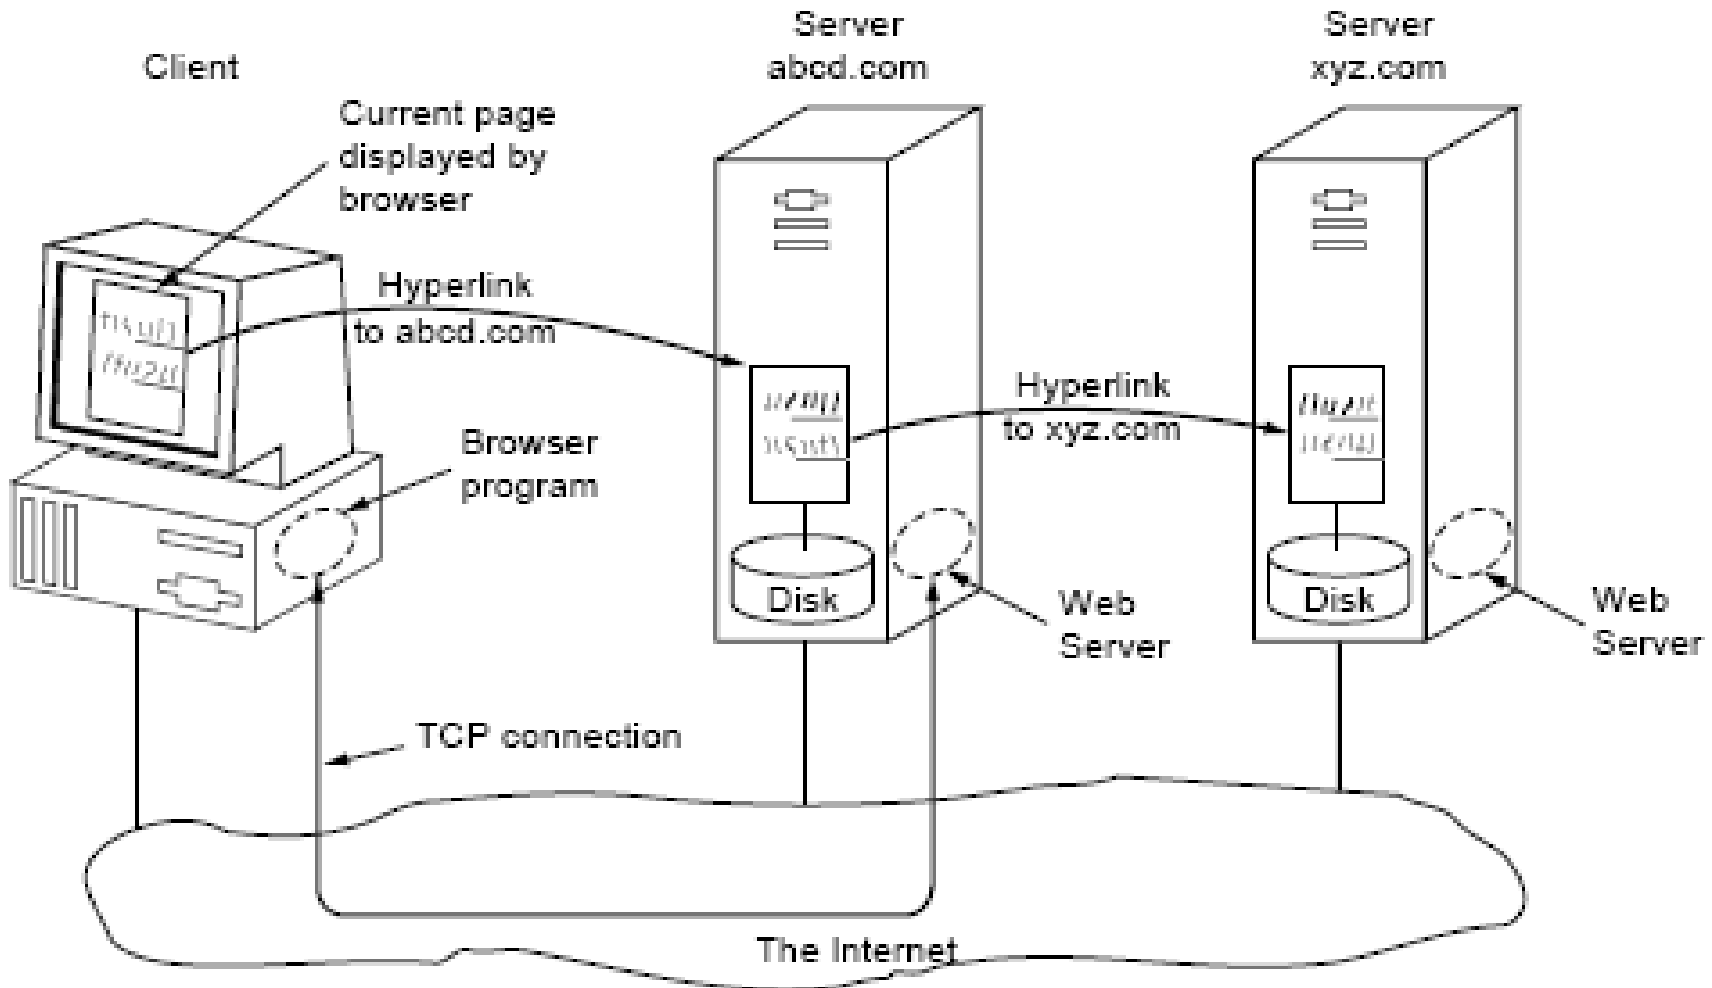 Client
Server
abcd.com
Server
xyz.com
Current page
displayed by
browser
Hyperlink
to abcd.com
Hyperlink
to xyz.com
Browser
program
Disk
Web
Server
Disk
Web
Server
TCP connection
The Internet